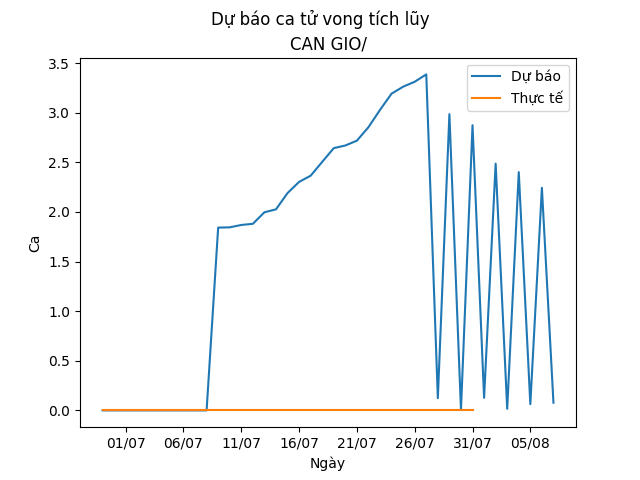 Dự báo ca tử vong tích lũy
CAN GIO/
3.5
3.0
2.5
2.0
1.5
1.0
0.5
0.0
Ca
Dự báo
Thực tế
01/07 06/07 11/07 16/07 21/07 26/07 31/07 05/08
Ngày